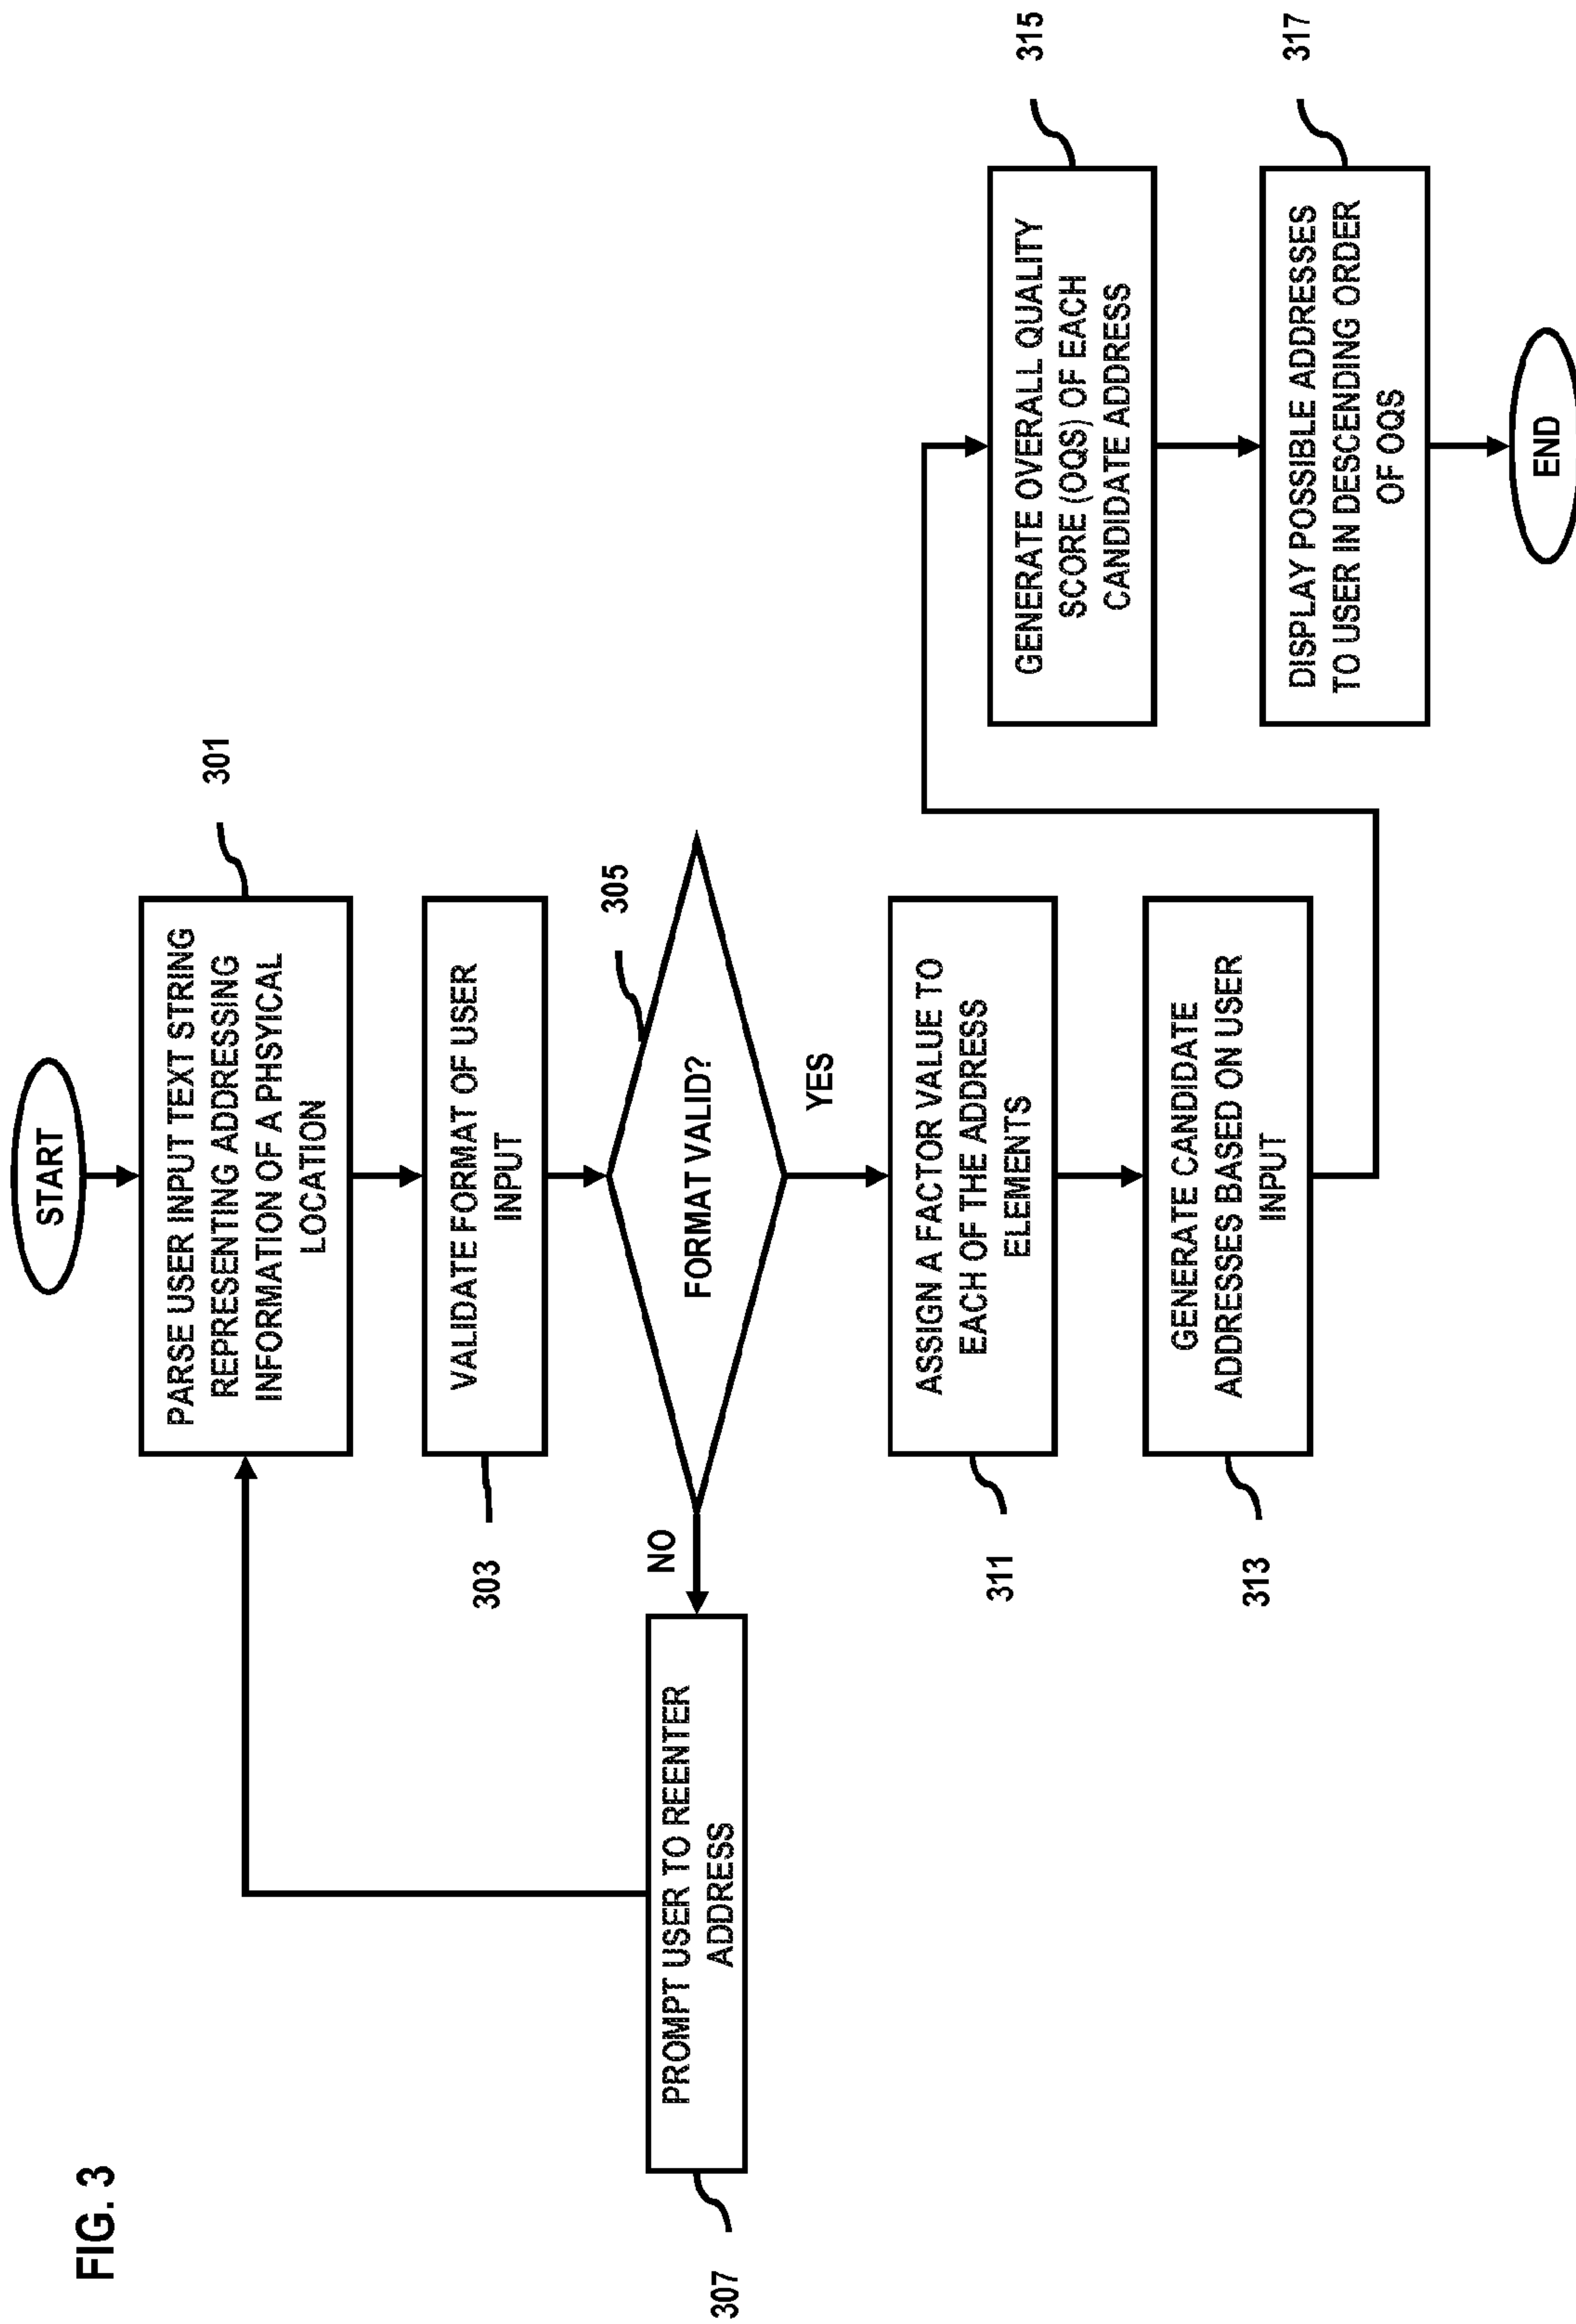 FIG. 3
START
PARSE USER INPUT TEXT STRING
REPRESENTING ADDRESSING
INFORMATION OF A PHSYICAL
LOCATION
301
VALIDATE FORMAT OF USER
INPUT
303
FORMAT VALID?
305
NO
YES
PROMPT USER TO REENTER
ADDRESS
307
ASSIGN A FACTOR VALUE TO
EACH OF THE ADDRESS
ELEMENTS
311
GENERATE CANDIDATE
ADDRESSES BASED ON USER
INPUT
313
GENERATE OVERALL QUALITY
SCORE (OQS) OF EACH
CANDIDATE ADDRESS
315
DISPLAY POSSIBLE ADDRESSES
TO USER IN DESCENDING ORDER
OF OQS
317
END